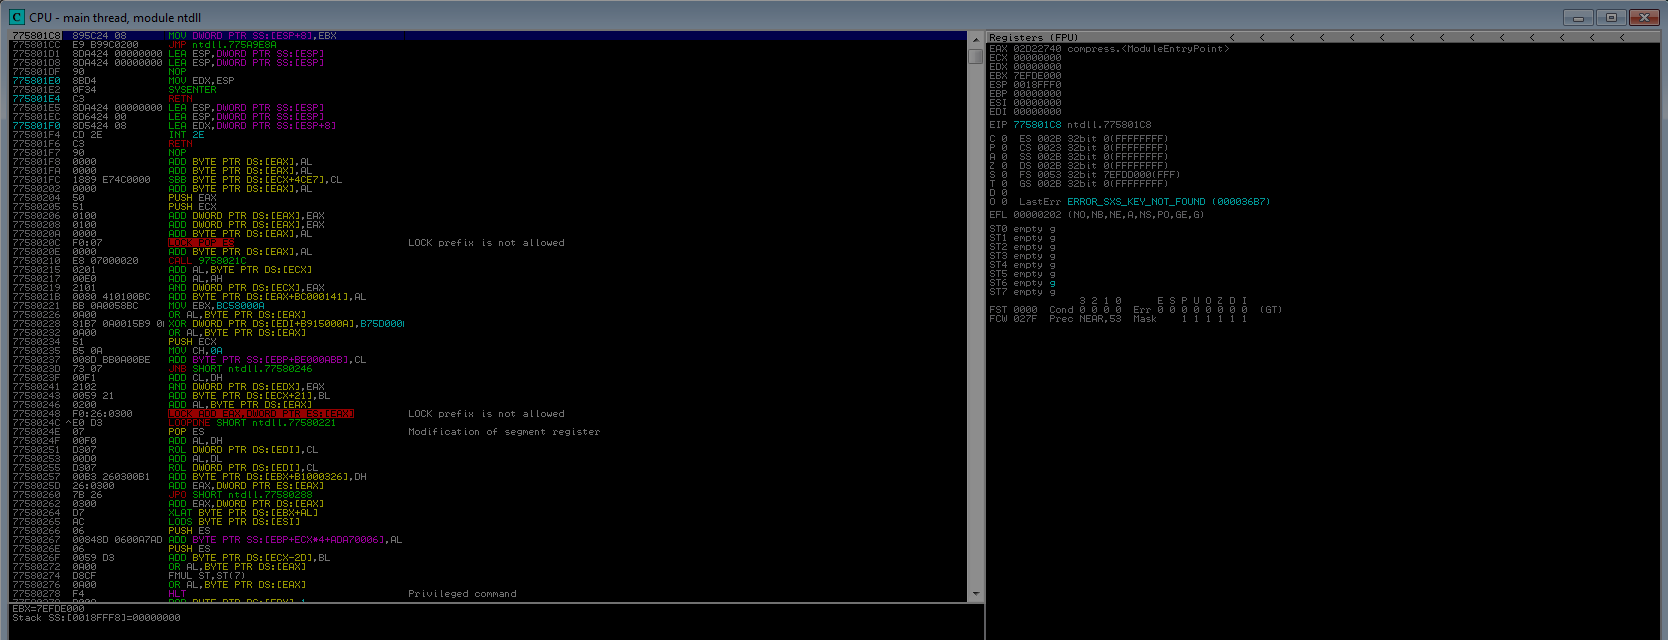 CPU - main thread, module ntdll
775801C8 895C24 08 MOV DWORD PTR SS:[ESP+8],EBX
775801CC E9 B99C0200 JMP ntdll.775A9E8A
775801D1 8DA424 00000000 LEA ESP,DWORD PTR SS:[ESP]
775801D8 8DA424 00000000 LEA ESP,DWORD PTR SS:[ESP]
775801DF 90 NOP
775801E0 8BD4 MOV EDX,ESP
775801E2 0F34 SYSENTER
775801E4 C3 RETN
775801E5 8DA424 00000000 LEA ESP,DWORD PTR SS:[ESP]
775801EC 8D6424 00 LEA ESP,DWORD PTR SS:[ESP]
775801F0 8D5424 08 LEA EDX,DWORD PTR SS:[ESP+8]
775801F4 CD 2E INT 2E
775801F6 C3 RETN
775801F7 90 NOP
775801F8 0000 ADD BYTE PTR DS:[EAX],AL
775801FA 0000 ADD BYTE PTR DS:[EAX],AL
775801FC 1889 E74C0000 SBB BYTE PTR DS:[ECX+4CE7],CL
77580202 0000 ADD BYTE PTR DS:[EAX],AL
77580204 50 PUSH EAX
77580205 51 PUSH ECX
77580206 0100 ADD DWORD PTR DS:[EAX],EAX
77580208 0100 ADD DWORD PTR DS:[EAX],EAX
7758020A 0000 ADD BYTE PTR DS:[EAX],AL
7758020C F0:07 LOCK POP ES LOCK prefix is not allowed
7758020E 0000 ADD BYTE PTR DS:[EAX],AL
77580210 E8 07000020 CALL 9758021C
77580215 0201 ADD AL,BYTE PTR DS:[ECX]
77580217 00E0 ADD AL,AH
77580219 2101 AND DWORD PTR DS:[ECX],EAX
7758021B 0080 410100BC ADD BYTE PTR DS:[EAX+BC000141],AL
77580221 BB 0A0058BC MOV EBX,BC58000A
77580226 0A00 OR AL,BYTE PTR DS:[EAX]
77580228 81B7 0A0015B9 0 XOR DWORD PTR DS:[EDI+B915000A],B75D000
77580232 0A00 OR AL,BYTE PTR DS:[EAX]
77580234 51 PUSH ECX
77580235 B5 0A MOV CH,0A
77580237 008D BB0A00BE ADD BYTE PTR SS:[EBP+BE000ABB],CL
7758023D 73 07 JNB SHORT ntdll.77580246
7758023F 00F1 ADD CL,DH
77580241 2102 AND DWORD PTR DS:[EDX],EAX
77580243 0059 21 ADD BYTE PTR DS:[ECX+21],BL
77580246 0200 ADD AL,BYTE PTR DS:[EAX]
77580248 F0:26:0300 LOCK ADD EAX,DWORD PTR ES:[EAX] LOCK prefix is not allowed
7758024C ^E0 D3 LOOPDNE SHORT ntdll.77580221
7758024E 07 POP ES Modification of segment register
7758024F 00F0 ADD AL,DH
77580251 D307 ROL DWORD PTR DS:[EDI],CL
77580253 00D0 ADD AL,DL
77580255 D307 ROL DWORD PTR DS:[EDI],CL
77580257 00B3 260300B1 ADD BYTE PTR DS:[EBX+B1000326],DH
7758025D 26:0300 ADD EAX,DWORD PTR ES:[EAX]
77580260 7B 26 JPO SHORT ntdll.77580288
77580262 0300 ADD EAX,DWORD PTR DS:[EAX]
77580264 D7 XLAT BYTE PTR DS:[EBX+AL]
77580265 AC LODS BYTE PTR DS:[ESI]
77580266 06 PUSH ES
77580267 00848D 0600A7AD ADD BYTE PTR SS:[EBP+ECX*4+ADA70006],AL
7758026E 06 PUSH ES
7758026F 0059 D3 ADD BYTE PTR DS:[ECX-2D],BL
77580272 0A00 OR AL,BYTE PTR DS:[EAX]
77580274 D8CF FMUL ST,ST(7)
77580276 0A00 OR AL,BYTE PTR DS:[EAX]
77580278 F4 HLT Privileged command
EBX=7EFDE000
Stack SS:[0018FFF8]=00000000
Registers (FPU) < < < < < < < < < < < < < <
EAX 02D22740 compress.<ModuleEntryPoint>
ECX 00000000
EDX 00000000
EBX 7EFDE000
ESP 0018FFF0
EBP 00000000
ESI 00000000
EDI 00000000
EIP 775801C8 ntdll.775801C8
C 0 ES 002B 32bit 0(FFFFFFFF)
P 0 CS 0023 32bit 0(FFFFFFFF)
A 0 SS 002B 32bit 0(FFFFFFFF)
Z 0 DS 002B 32bit 0(FFFFFFFF)
S 0 FS 0053 32bit 7EFDD000(FFF)
T 0 GS 002B 32bit 0(FFFFFFFF)
D 0
O 0 LastErr ERROR_SXS_KEY_NOT_FOUND (000036B7)
EFL 00000202 (NO,NB,NE,A,NS,PO,GE,G)
ST0 empty g
ST1 empty g
ST2 empty g
ST3 empty g
ST4 empty g
ST5 empty g
ST6 empty g
ST7 empty g
3 2 1 0 E S P U O Z D I
FST 0000 Cond 0 0 0 0 Err 0 0 0 0 0 0 0 0 (GT)
FCW 027F Prec NEAR,53 Mask 1 1 1 1 1 1